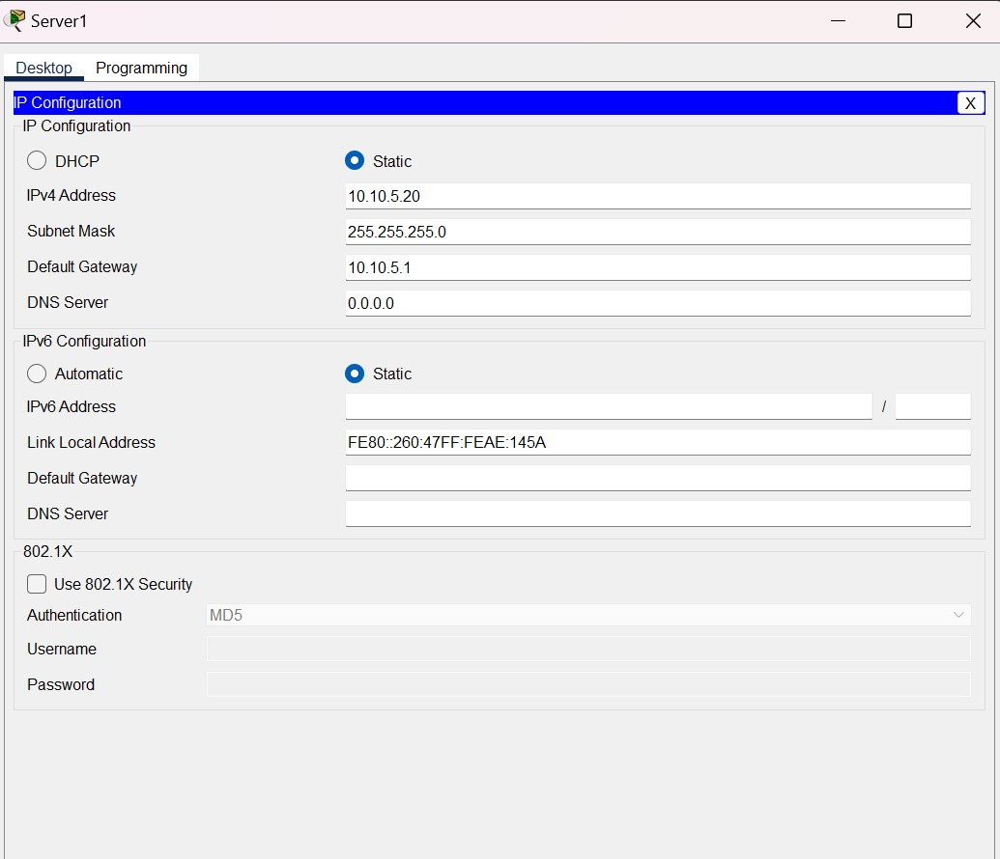 Server1
Desktop Programming
IP Configuration X
IP Configuration
DHCP Static
IPv4 Address 10.10.5.20
Subnet Mask 255.255.255.0
Default Gateway 10.10.5.1
DNS Server 0.0.0.0
IPv6 Configuration
Automatic Static
IPv6 Address /
Link Local Address FE80::260:47FF:FEAE:145A
Default Gateway
DNS Server
802.1X
Use 802.1X Security
Authentication MD5
Username
Password